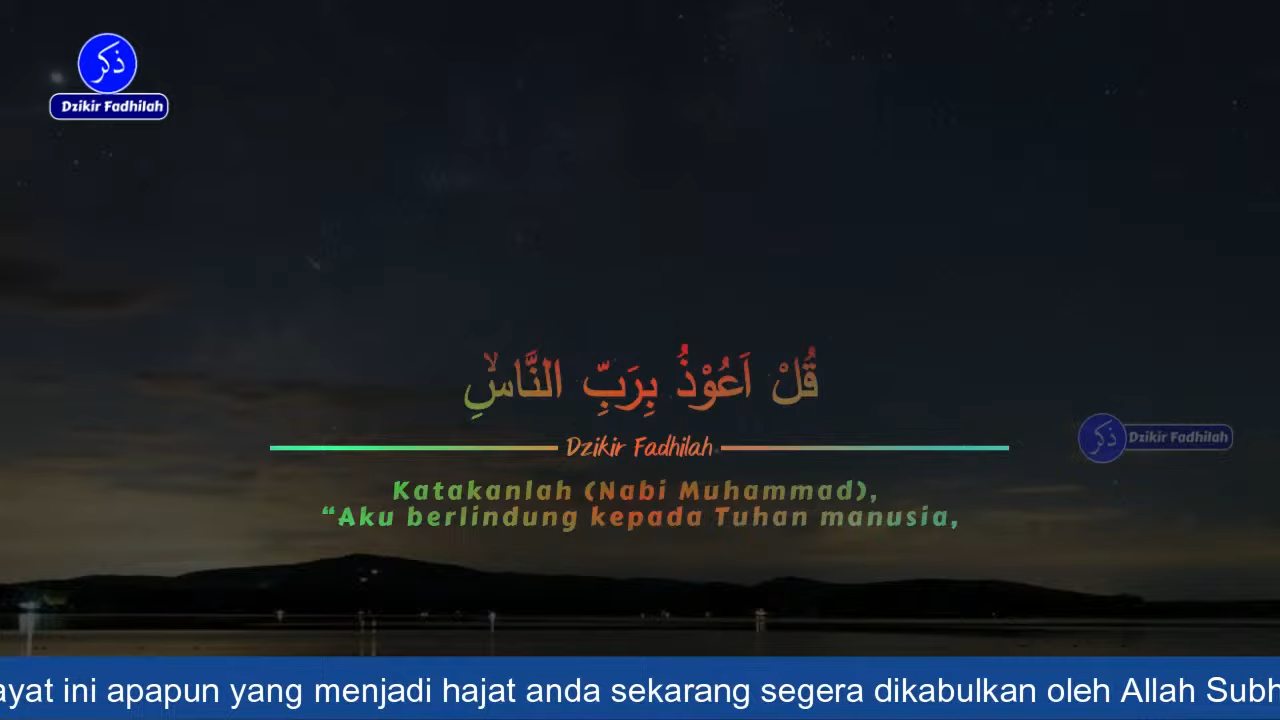 ذكر
Dzikir Fadhilah
قُلْ اَعُوْذُ بِرَبِّ النَّاسِۙ
Dzikir Fadhilah
ذكر
Dzikir Fadhilah
Katakanlah (Nabi Muhammad),
“Aku berlindung kepada Tuhan manusia,
ayat ini apapun yang menjadi hajat anda sekarang segera dikabulkan oleh Allah Subh